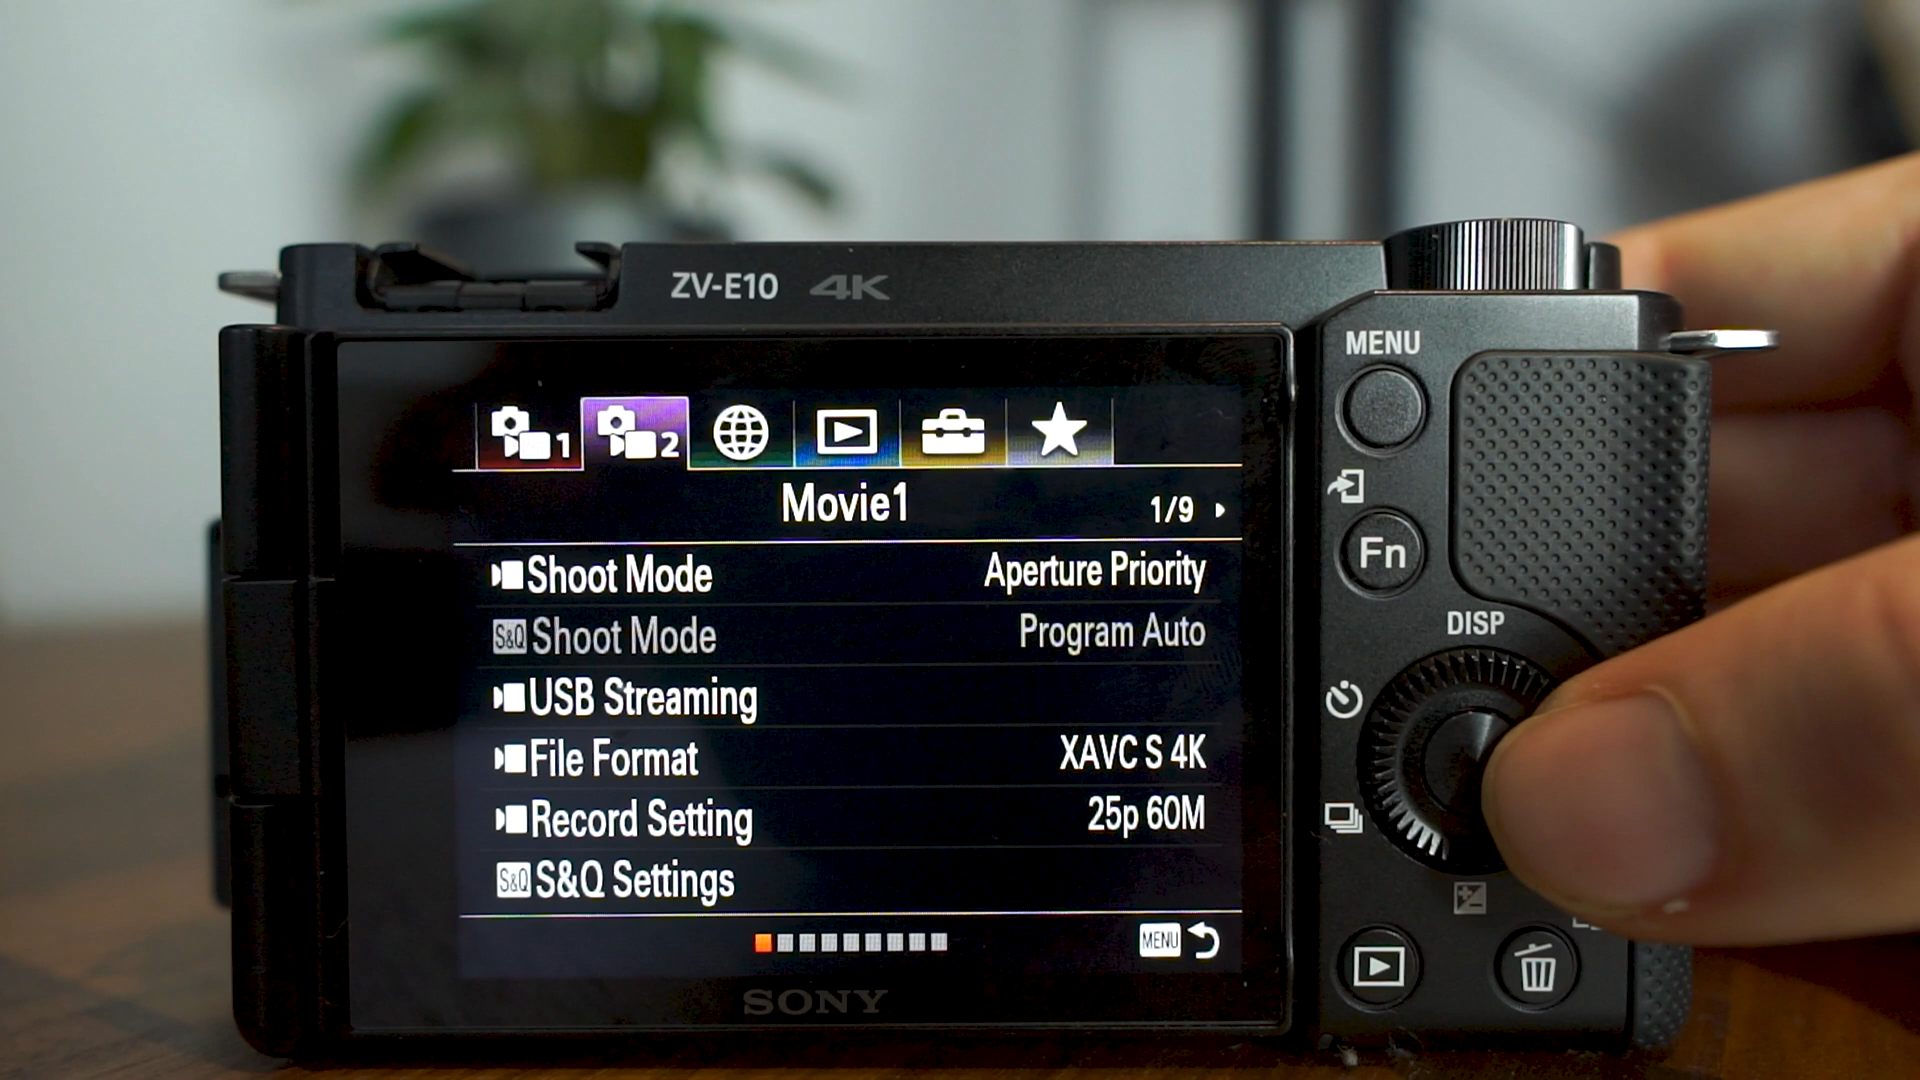 ZV-E10 4K
MENU
1 2
Movie1 1/9
Fn
Shoot Mode Aperture Priority
S&Q Shoot Mode Program Auto
DISP
USB Streaming
File Format XAVC S 4K
Record Setting 25p 60M
S&Q S&Q Settings
MENU
SONY